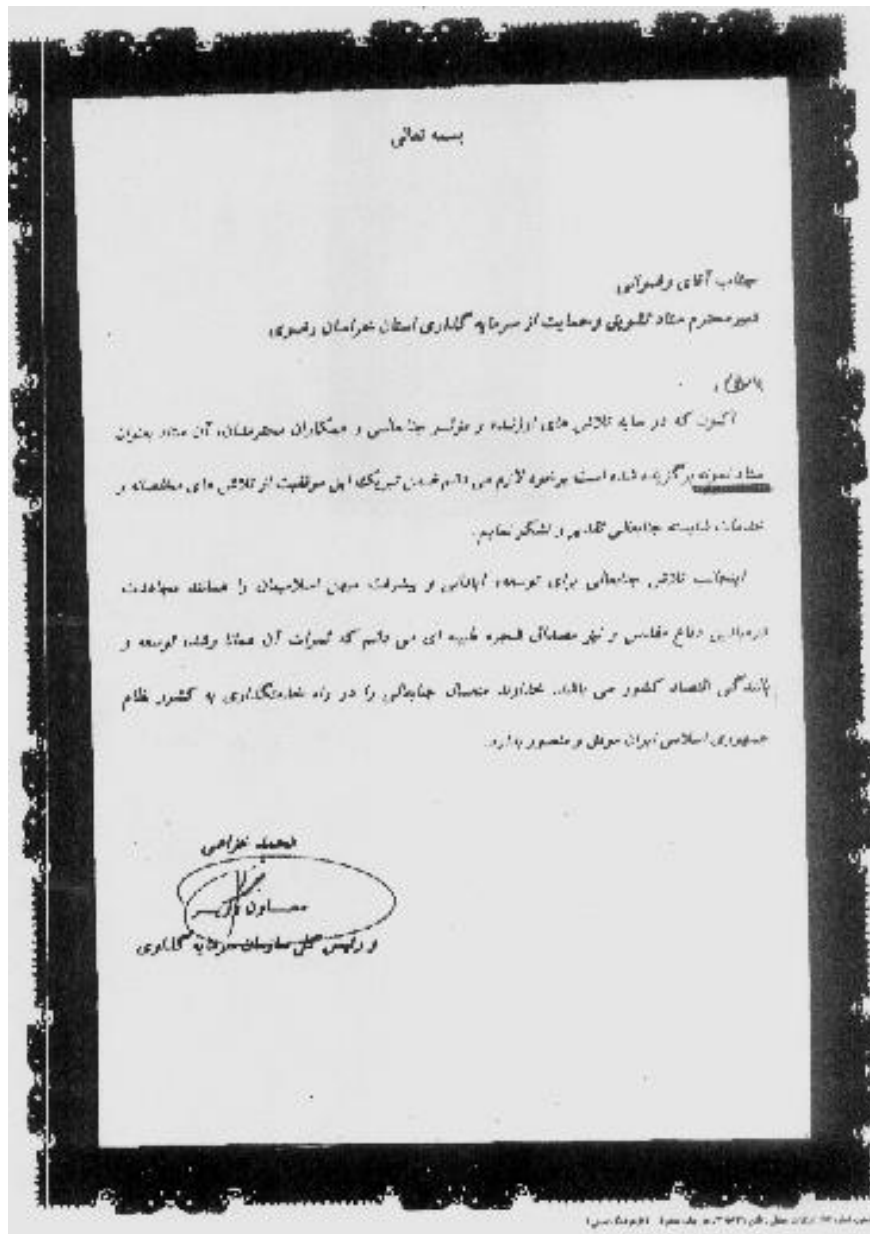 بسمه تعالی
جناب آقای رضوانی
دبیر محترم ستاد تشویق و حمایت از سرمایه گذاری استان خراسان رضوی
با سلام
اکنون که در سایه تلاش های ارزنده و مؤثر جنابعالی و همکاران محترمتان، آن ستاد بعنوان
ستاد نمونه برگزیده شده است برخود لازم می دانم ضمن تبریک این موفقیت از تلاش های مخلصانه و
خدمات شایسته جنابعالی تقدیر و تشکر نمایم.
اینجانب تلاش جنابعالی برای توسعه، آبادانی و پیشرفت میهن اسلامیمان را همانند مجاهدت
درمیادین دفاع مقدس و نیز مصداق شجره طیبه ای می دانم که ثمرات آن همانا رشد، توسعه و
بالندگی اقتصاد کشور می باشد. خداوند متعال جنابعالی را در راه خدمتگذاری به کشور نظام
جمهوری اسلامی ایران موفق و منصور بدارد.
محمد خزاعی
معاون وزیر
و رئیس کل سازمان سرمایه گذاری